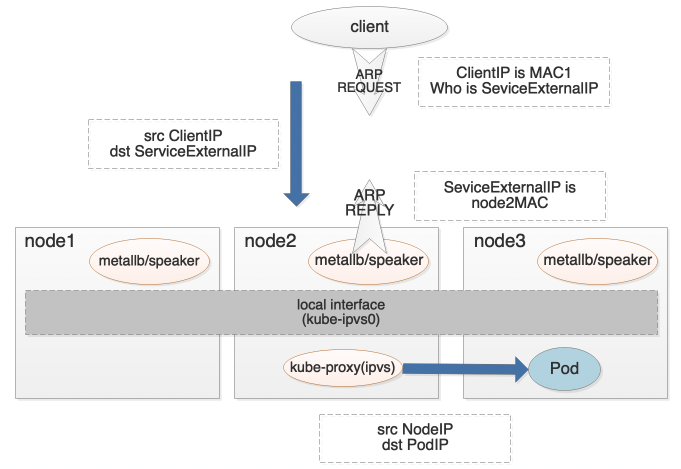 client
ARP
REQUEST
ClientIP is MAC1
Who is SeviceExternalIP
src ClientIP
dst ServiceExternalIP
SeviceExternalIP is
node2MAC
ARP
REPLY
node1
metallb/speaker
node2
metallb/speaker
node3
metallb/speaker
local interface
(kube-ipvs0)
kube-proxy(ipvs)
Pod
src NodeIP
dst PodIP